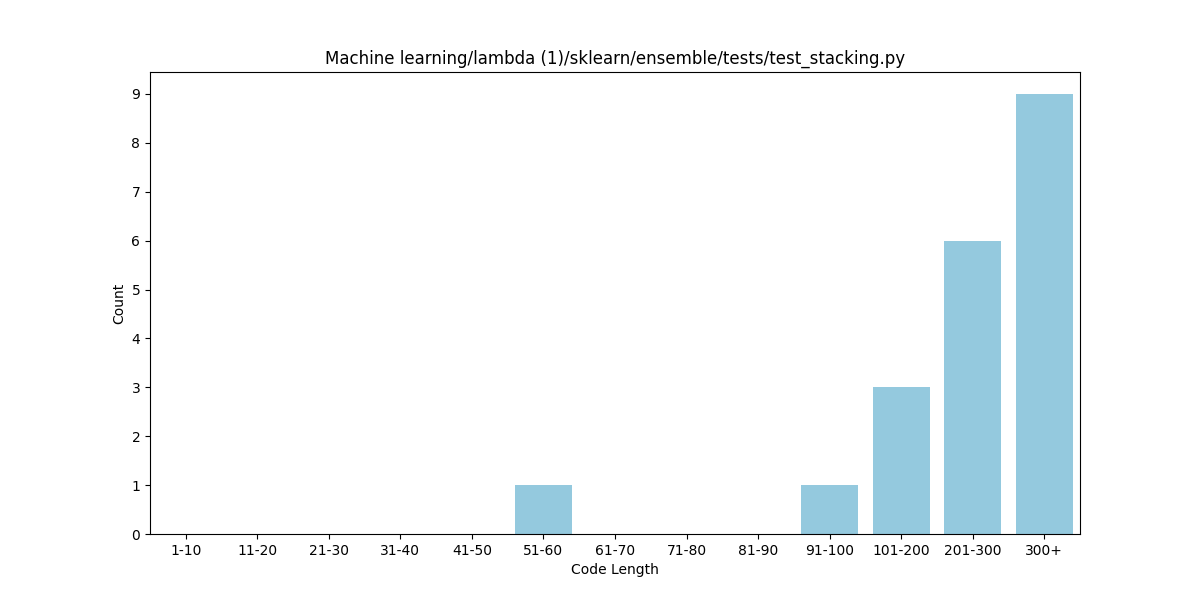 Machine learning/lambda (1)/sklearn/ensemble/tests/test_stacking.py
9
8
7
6
5
4
3
2
1
0
Count
1-10 11-20 21-30 31-40 41-50 51-60 61-70 71-80 81-90 91-100 101-200 201-300 300+
Code Length